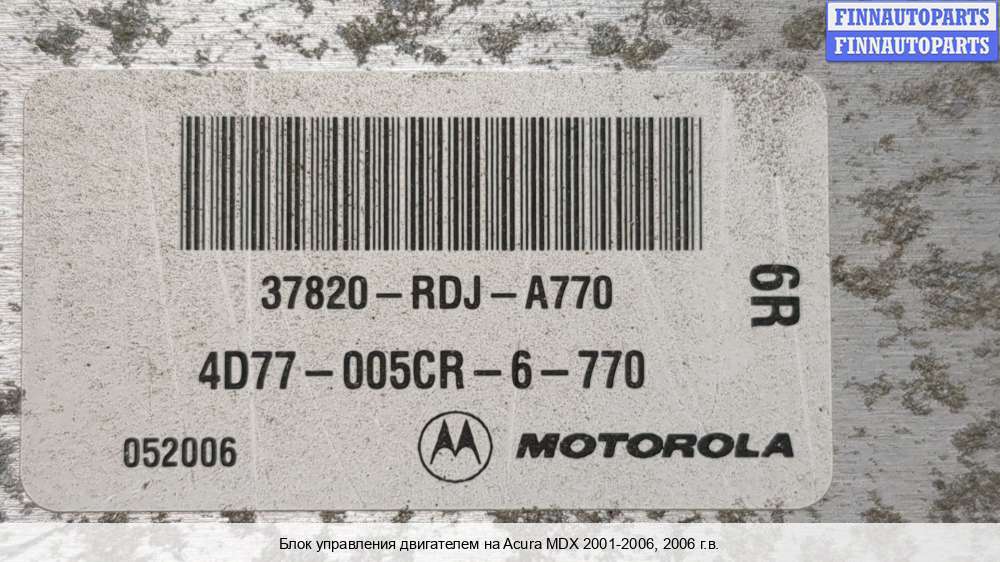 FINNAUTOPARTS
FINNAUTOPARTS
37820-RDJ-A770
6R
4D77-005CR-6-770
052006
MOTOROLA
Блок управления двигателем на Acura MDX 2001-2006, 2006 г.в.